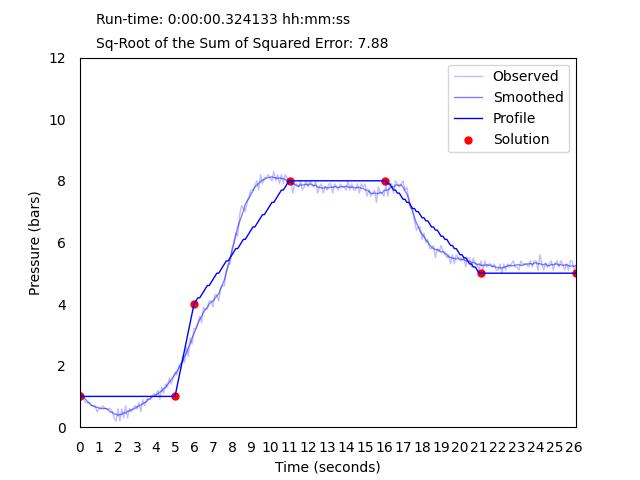 Run-time: 0:00:00.324133 hh:mm:ss
Sq-Root of the Sum of Squared Error: 7.88
12
10
8
6
4
2
0
Pressure (bars)
Observed
Smoothed
Profile
Solution
0 1 2 3 4 5 6 7 8 9 10 11 12 13 14 15 16 17 18 19 20 21 22 23 24 25 26
Time (seconds)